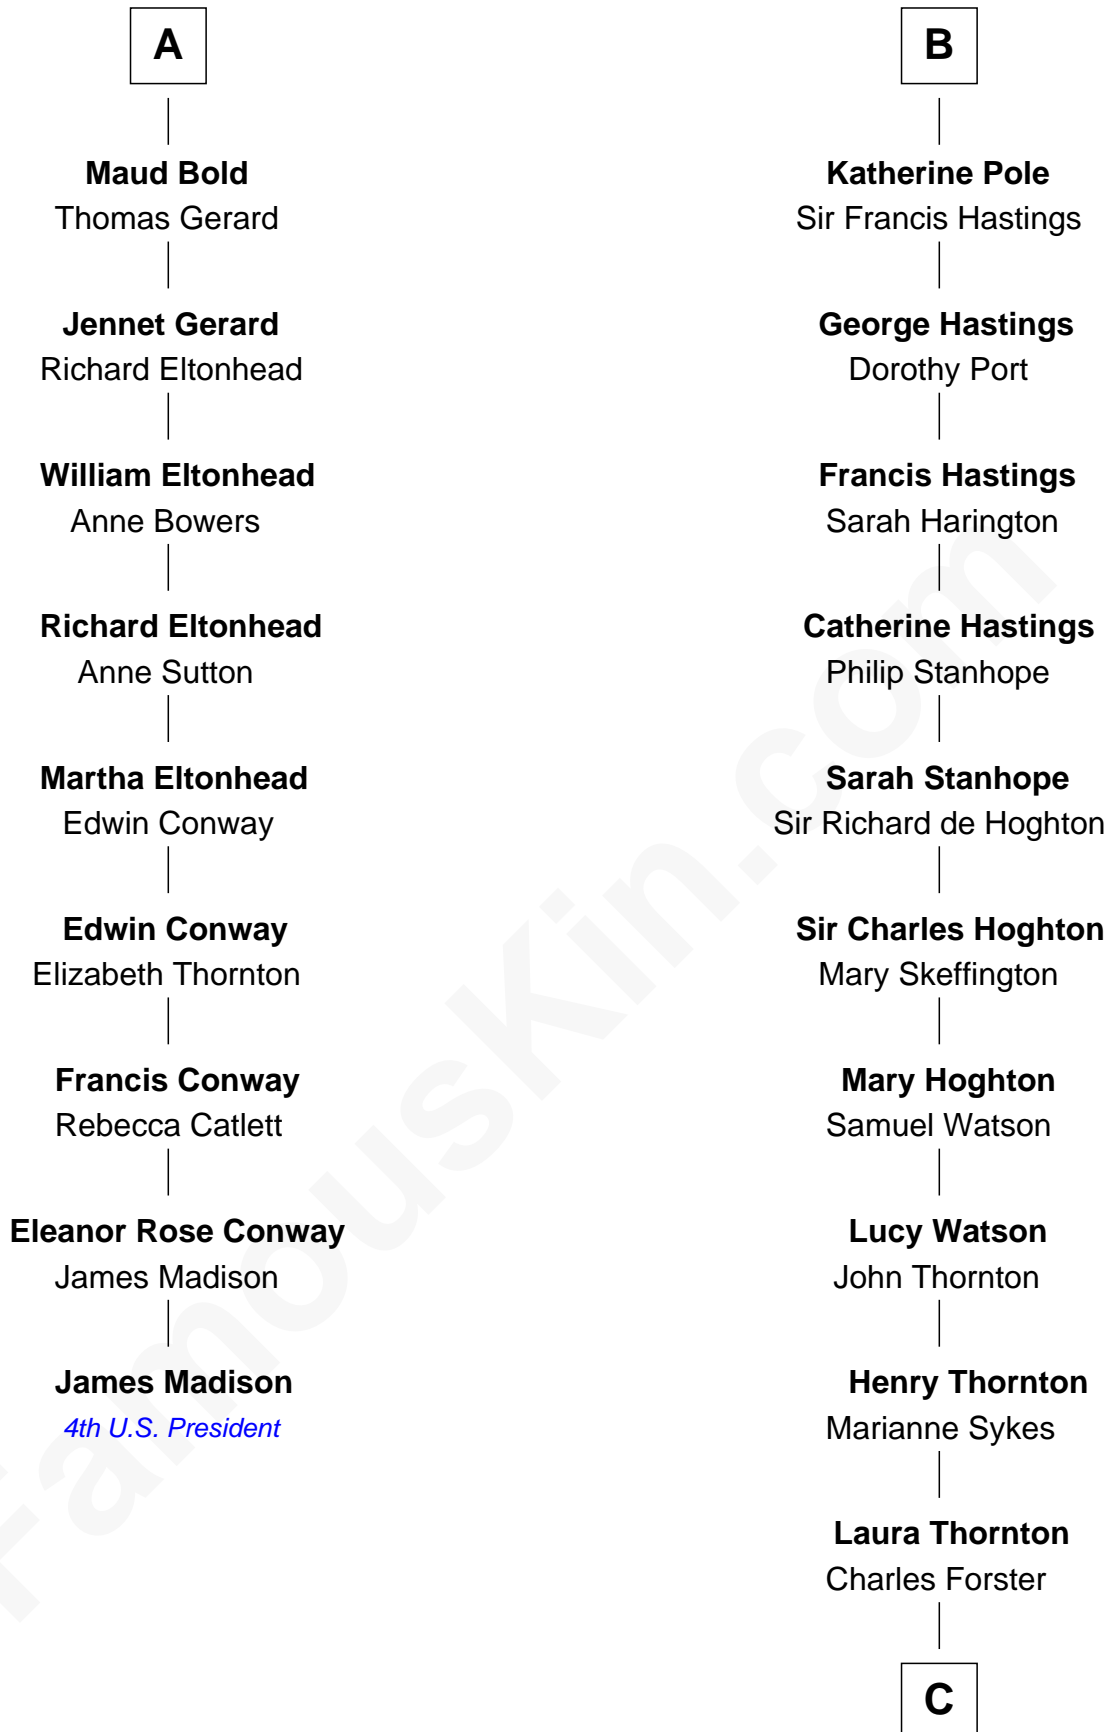 A
Maud Bold
Thomas Gerard
Jennet Gerard
Richard Eltonhead
William Eltonhead
Anne Bowers
Richard Eltonhead
Anne Sutton
Martha Eltonhead
Edwin Conway
Edwin Conway
Elizabeth Thornton
Francis Conway
Rebecca Catlett
Eleanor Rose Conway
James Madison
James Madison
4th U.S. President
B
Katherine Pole
Sir Francis Hastings
George Hastings
Dorothy Port
Francis Hastings
Sarah Harington
Catherine Hastings
Philip Stanhope
Sarah Stanhope
Sir Richard de Hoghton
Sir Charles Hoghton
Mary Skeffington
Mary Hoghton
Samuel Watson
Lucy Watson
John Thornton
Henry Thornton
Marianne Sykes
Laura Thornton
Charles Forster
C
FamousKin.com